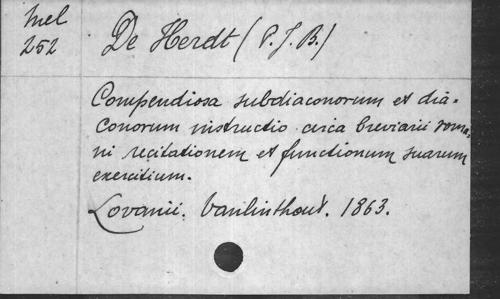 Mel
252
De Herdt (P. J. B.)
Compendiosa subdiaconorum et dia-
conorum instructio circa breviarii roma-
ni recitationem et functionum suarum
exercitium.
Lovanii, Vanlinthout. 1863.